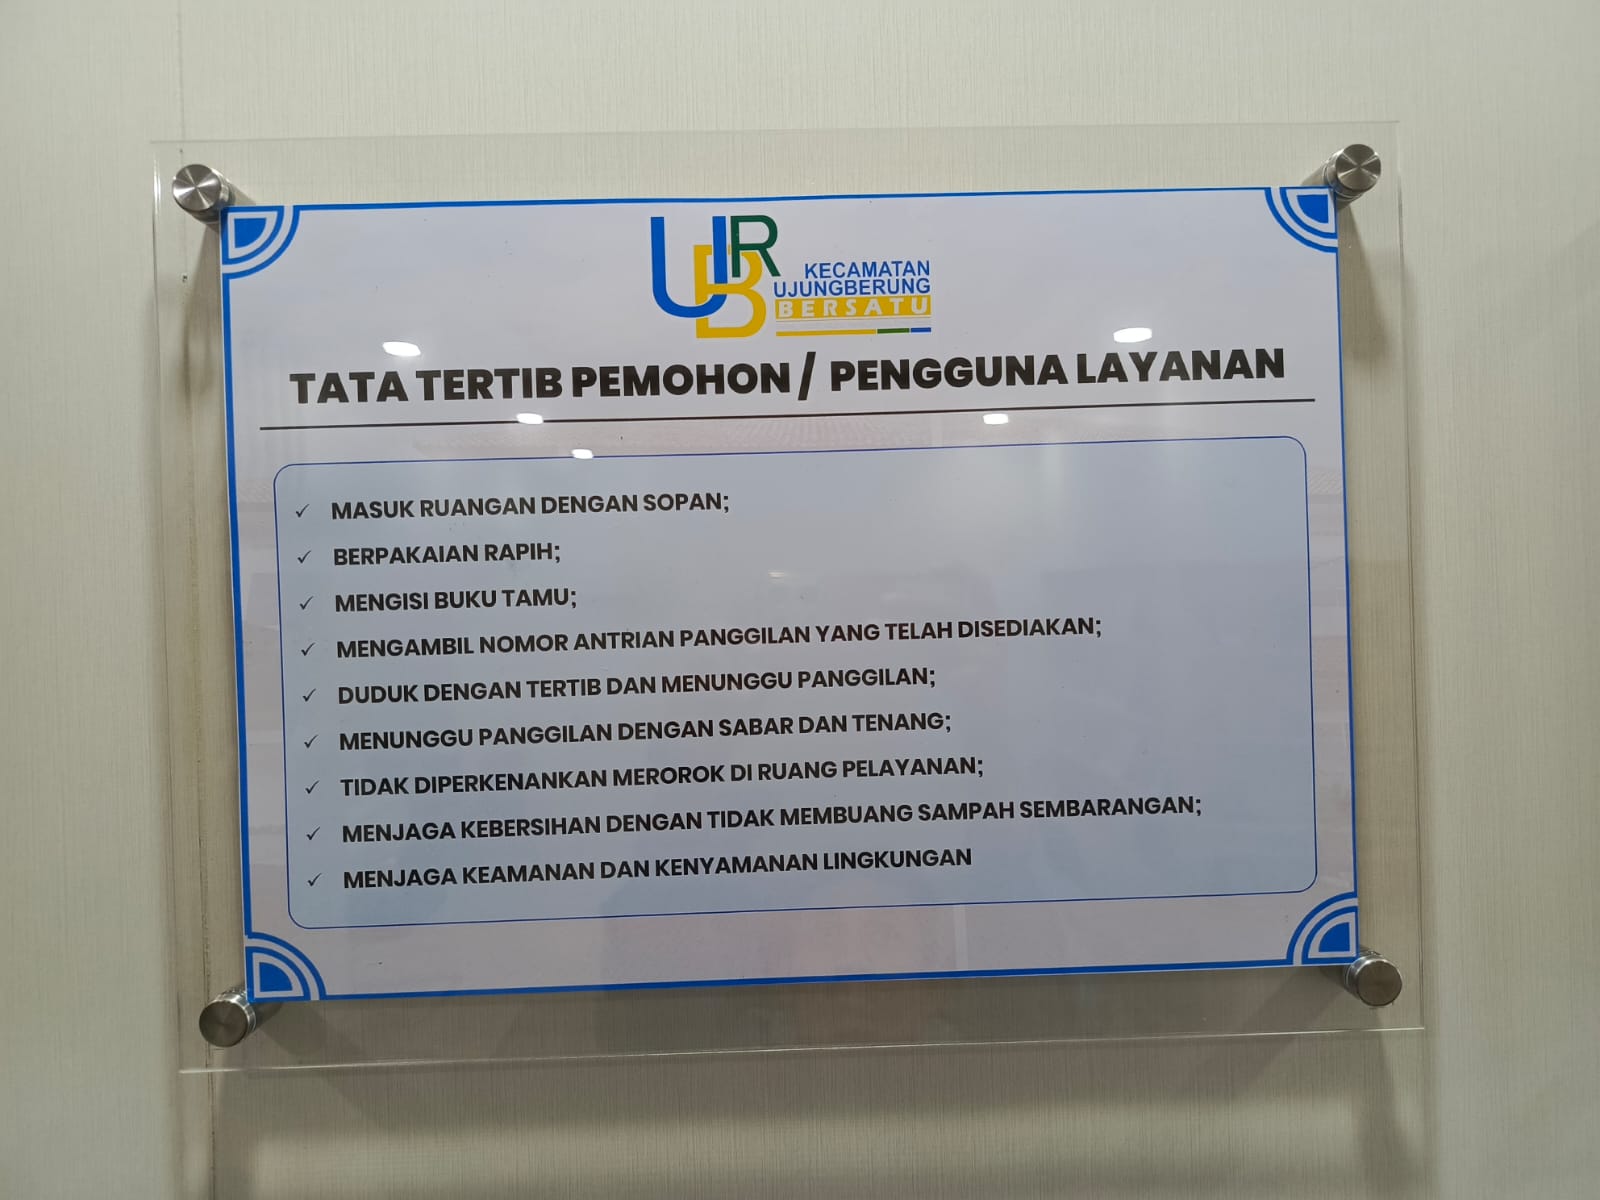 UJR
B
KECAMATAN
UJUNGBERUNG
BERSATU
TATA TERTIB PEMOHON / PENGGUNA LAYANAN
✓ MASUK RUANGAN DENGAN SOPAN;
✓ BERPAKAIAN RAPIH;
✓ MENGISI BUKU TAMU;
✓ MENGAMBIL NOMOR ANTRIAN PANGGILAN YANG TELAH DISEDIAKAN;
✓ DUDUK DENGAN TERTIB DAN MENUNGGU PANGGILAN;
✓ MENUNGGU PANGGILAN DENGAN SABAR DAN TENANG;
✓ TIDAK DIPERKENANKAN MEROROK DI RUANG PELAYANAN;
✓ MENJAGA KEBERSIHAN DENGAN TIDAK MEMBUANG SAMPAH SEMBARANGAN;
✓ MENJAGA KEAMANAN DAN KENYAMANAN LINGKUNGAN